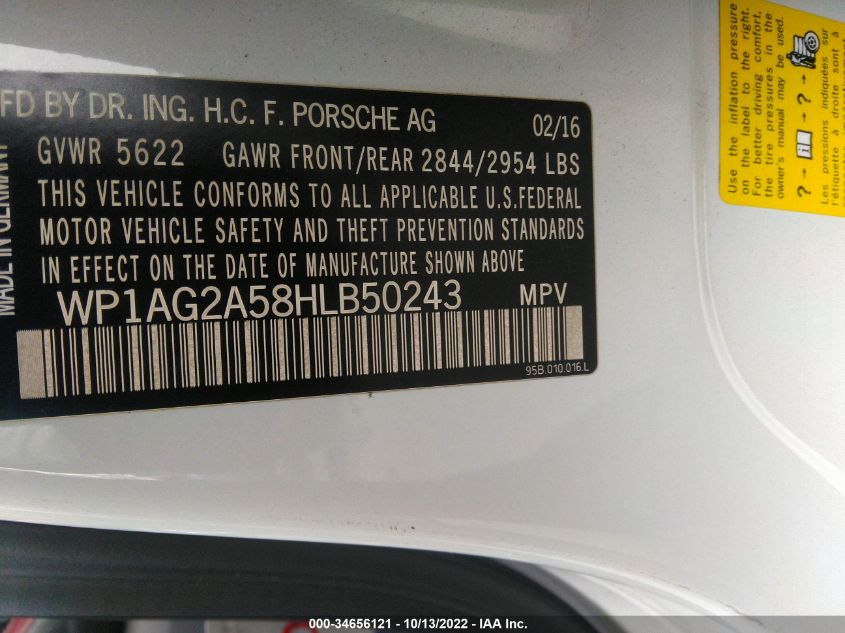 FD BY DR. ING. H.C. F. PORSCHE AG 02/16
GVWR 5622 GAWR FRONT/REAR 2844/2954 LBS
THIS VEHICLE CONFORMS TO ALL APPLICABLE U.S.FEDERAL
MOTOR VEHICLE SAFETY AND THEFT PREVENTION STANDARDS
IN EFFECT ON THE DATE OF MANUFACTURE SHOWN ABOVE
WP1AG2A58HLB50243 MPV
95B.010.016.L
MADE IN GERMANY
Use the inflation pressure
on the label to the right.
For better driving comfort,
the tire pressures in the
owner's manual may be used.
? → i → ? →
Les pressions indiquées sur
l'étiquette à droite sont à
000-34656121 - 10/13/2022 - IAA Inc.